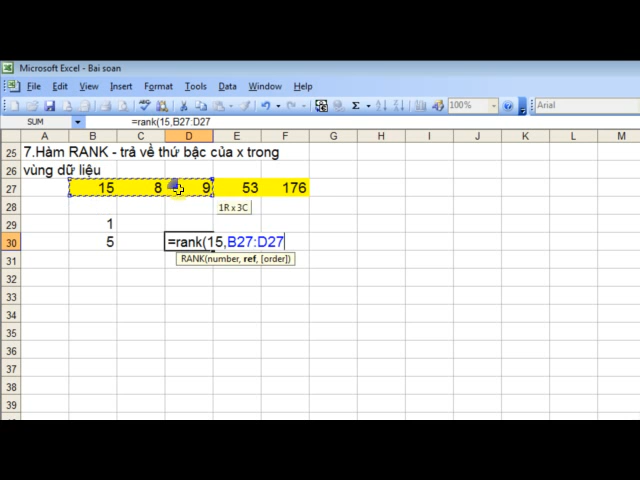 Microsoft Excel - Bai soan
File Edit View Insert Format Tools Data Window Help
100% Arial
SUM =rank(15,B27:D27
A B C D E F G H I J K L M
25 7.Hàm RANK - trả về thứ bậc của x trong
26 vùng dữ liệu
27 15 8 9 53 176
28 1R x 3C
29 1
30 5 =rank(15,B27:D27
31 RANK(number, ref, [order])
32
33
34
35
36
37
38
39